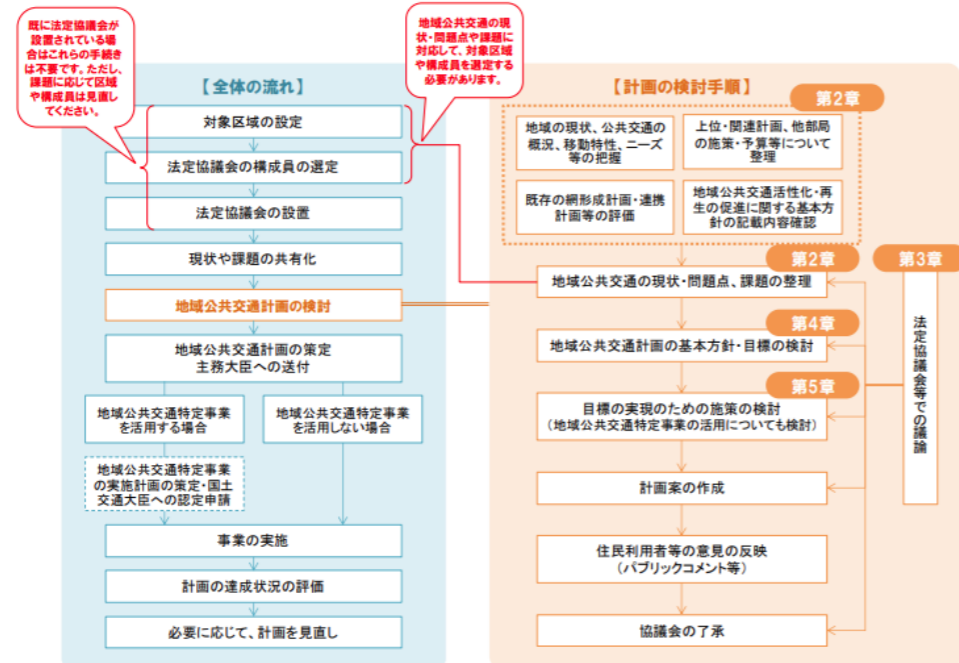 既に法定協議会が
設置されている場
合はこれらの手続き
は不要です。ただし、
課題に応じて区域
や構成員は見直し
てください。
地域公共交通の現
状・問題点や課題に
対応して、対象区域
や構成員を選定する
必要があります。
【全体の流れ】
対象区域の設定
法定協議会の構成員の選定
法定協議会の設置
現状や課題の共有化
地域公共交通計画の検討
地域公共交通計画の策定
主務大臣への送付
地域公共交通特定事業
を活用する場合
地域公共交通特定事業
を活用しない場合
地域公共交通特定事業
の実施計画の策定・国土
交通大臣への認定申請
事業の実施
計画の達成状況の評価
必要に応じて、計画を見直し
【計画の検討手順】
第2章
地域の現状、公共交通の
概況、移動特性、ニーズ
等の把握
上位・関連計画、他部局
の施策・予算等について
整理
既存の網形成計画・連携
計画等の評価
地域公共交通活性化・再
生の促進に関する基本方
針の記載内容確認
第2章
地域公共交通の現状・問題点、課題の整理
第4章
地域公共交通計画の基本方針・目標の検討
第5章
目標の実現のための施策の検討
（地域公共交通特定事業の活用についても検討）
計画案の作成
住民利用者等の意見の反映
（パブリックコメント等）
協議会の了承
第3章
法定協議会等での議論